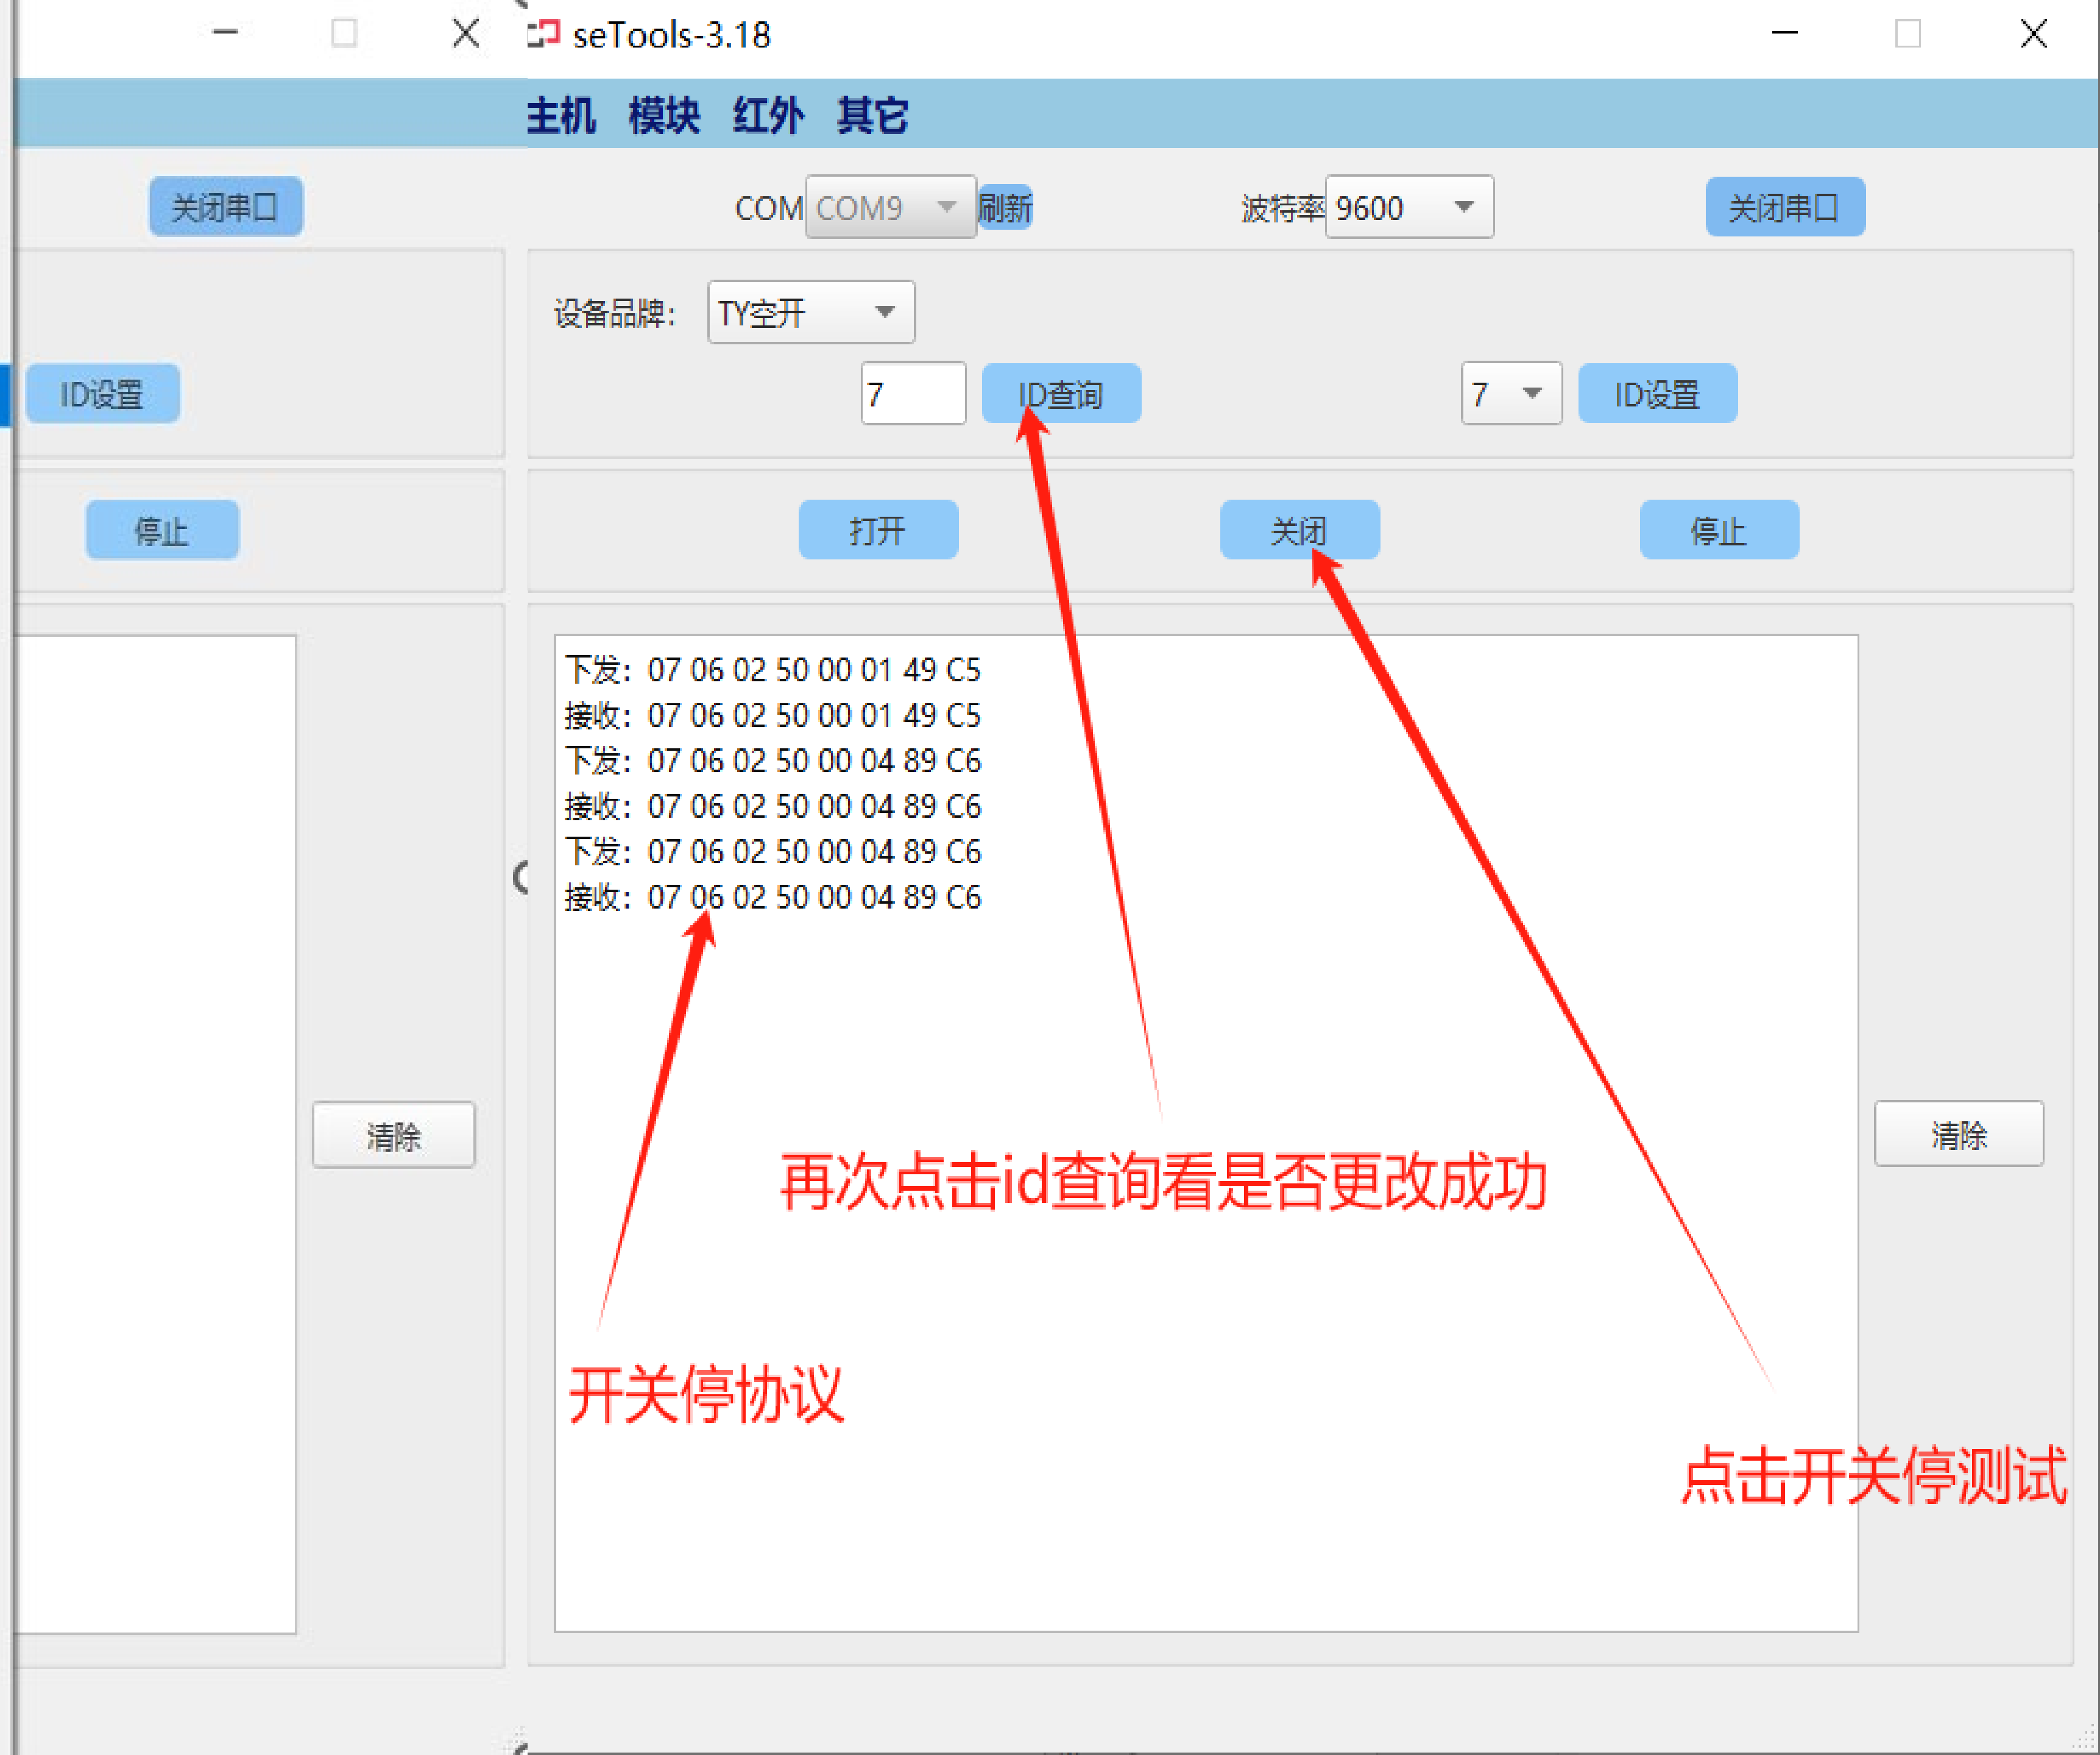 seTools-3.18
主机 模块 红外 其它
关闭串口
COM COM9 刷新 波特率 9600 关闭串口
设备品牌： TY空开
ID设置
7 ID查询 7 ID设置
停止
打开 关闭 停止
下发：07 06 02 50 00 01 49 C5
接收：07 06 02 50 00 01 49 C5
下发：07 06 02 50 00 04 89 C6
接收：07 06 02 50 00 04 89 C6
下发：07 06 02 50 00 04 89 C6
接收：07 06 02 50 00 04 89 C6
清除
清除
再次点击id查询看是否更改成功
开关停协议
点击开关停测试